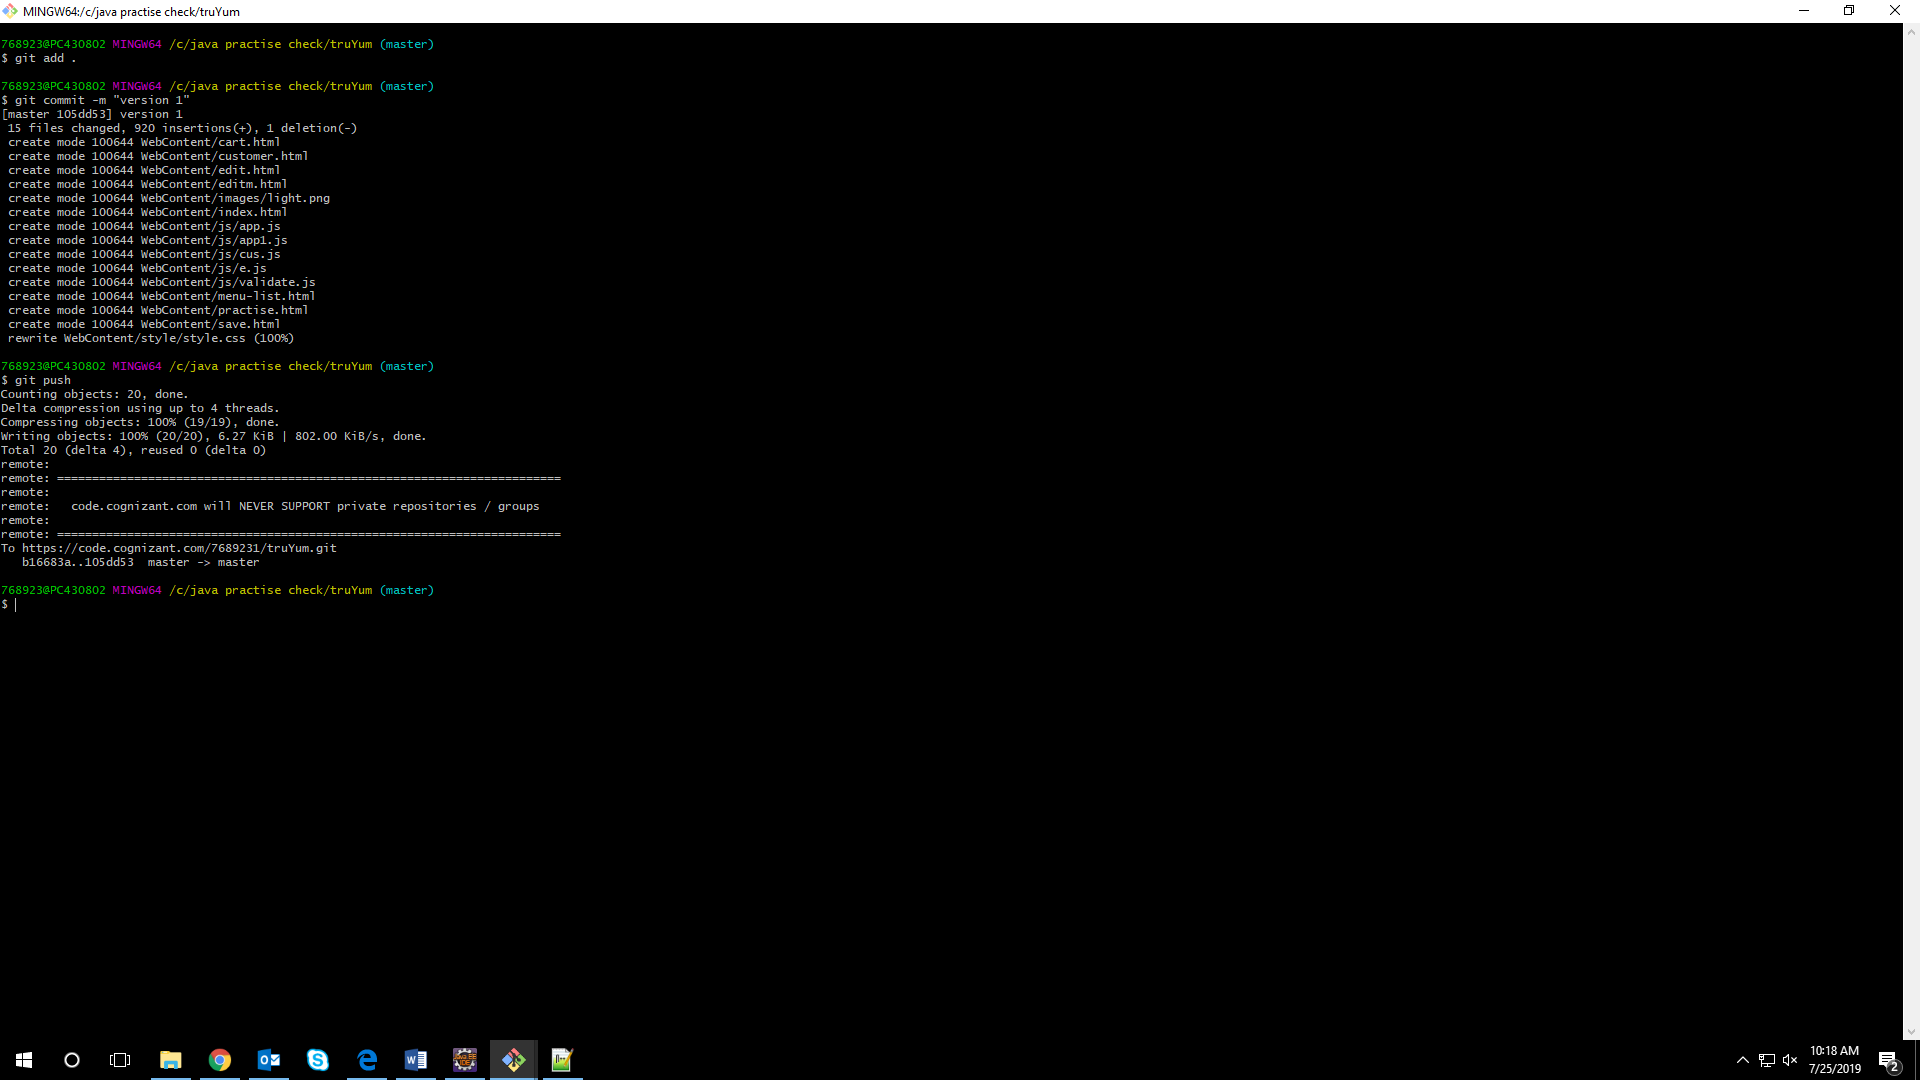 MINGW64:/c/java practise check/truYum
768923@PC430802 MINGW64 /c/java practise check/truYum (master)
$ git add .
768923@PC430802 MINGW64 /c/java practise check/truYum (master)
$ git commit -m "version 1"
[master 105dd53] version 1
 15 files changed, 920 insertions(+), 1 deletion(-)
 create mode 100644 WebContent/cart.html
 create mode 100644 WebContent/customer.html
 create mode 100644 WebContent/edit.html
 create mode 100644 WebContent/editm.html
 create mode 100644 WebContent/images/light.png
 create mode 100644 WebContent/index.html
 create mode 100644 WebContent/js/app.js
 create mode 100644 WebContent/js/app1.js
 create mode 100644 WebContent/js/cus.js
 create mode 100644 WebContent/js/e.js
 create mode 100644 WebContent/js/validate.js
 create mode 100644 WebContent/menu-list.html
 create mode 100644 WebContent/practise.html
 create mode 100644 WebContent/save.html
 rewrite WebContent/style/style.css (100%)
768923@PC430802 MINGW64 /c/java practise check/truYum (master)
$ git push
Counting objects: 20, done.
Delta compression using up to 4 threads.
Compressing objects: 100% (19/19), done.
Writing objects: 100% (20/20), 6.27 KiB | 802.00 KiB/s, done.
Total 20 (delta 4), reused 0 (delta 0)
remote:
remote: ========================================================================
remote:
remote:   code.cognizant.com will NEVER SUPPORT private repositories / groups
remote:
remote: ========================================================================
To https://code.cognizant.com/7689231/truYum.git
   b16683a..105dd53  master -> master
768923@PC430802 MINGW64 /c/java practise check/truYum (master)
$
10:18 AM
7/25/2019
2